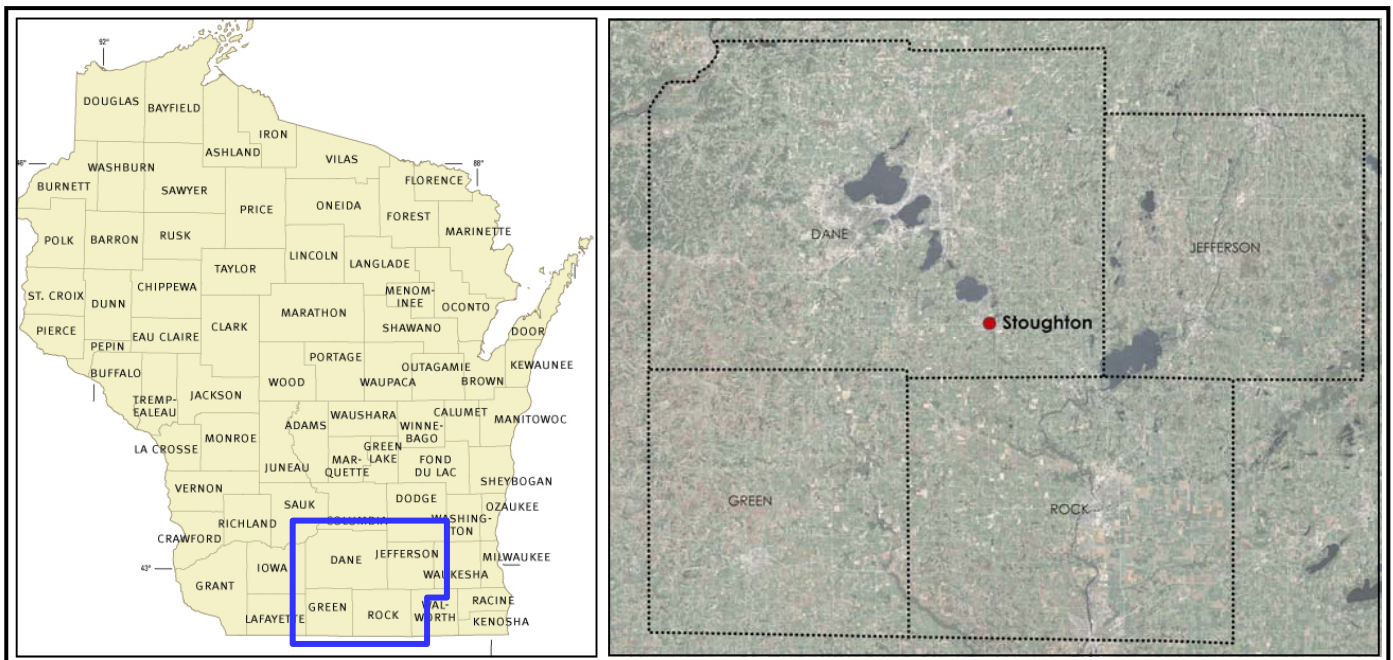 92°
DOUGLAS
BAYFIELD
IRON
ASHLAND
VILAS
46°
88°
WASHBURN
FLORENCE
BURNETT
SAWYER
PRICE
ONEIDA
FOREST
MARINETTE
POLK
BARRON
RUSK
LINCOLN
LANGLADE
TAYLOR
CHIPPEWA
MENOM-
INEE
ST. CROIX
DUNN
OCONTO
MARATHON
CLARK
SHAWANO
PIERCE
EAU CLAIRE
DOOR
PEPIN
PORTAGE
OUTAGAMIE
KEWAUNEE
BUFFALO
WOOD
WAUPACA
BROWN
TREMP-
EALEAU
JACKSON
ADAMS
WAUSHARA
CALUMET
MANITOWOC
WINNE-
BAGO
LA CROSSE
MONROE
GREEN
LAKE
MAR-
QUETTE
FOND
DU LAC
JUNEAU
SHEYBOGAN
VERNON
SAUK
DODGE
OZAUKEE
RICHLAND
COLUMBIA
WASHING-
TON
CRAWFORD
DANE
JEFFERSON
MILWAUKEE
43°
IOWA
WAUKESHA
GRANT
GREEN
ROCK
WAL-
WORTH
RACINE
LAFAYETTE
KENOSHA
DANE
JEFFERSON
Stoughton
GREEN
ROCK